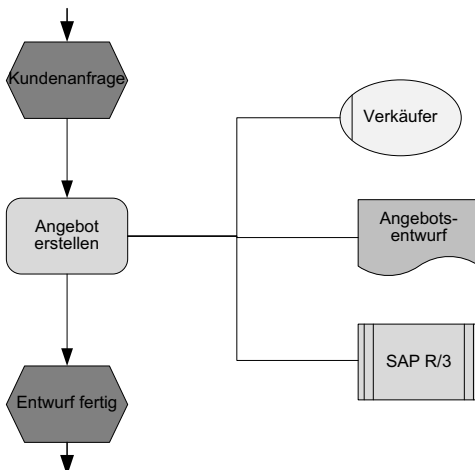 Kundenanfrage
Verkäufer
Angebot
erstellen
Angebots-
entwurf
SAP R/3
Entwurf fertig